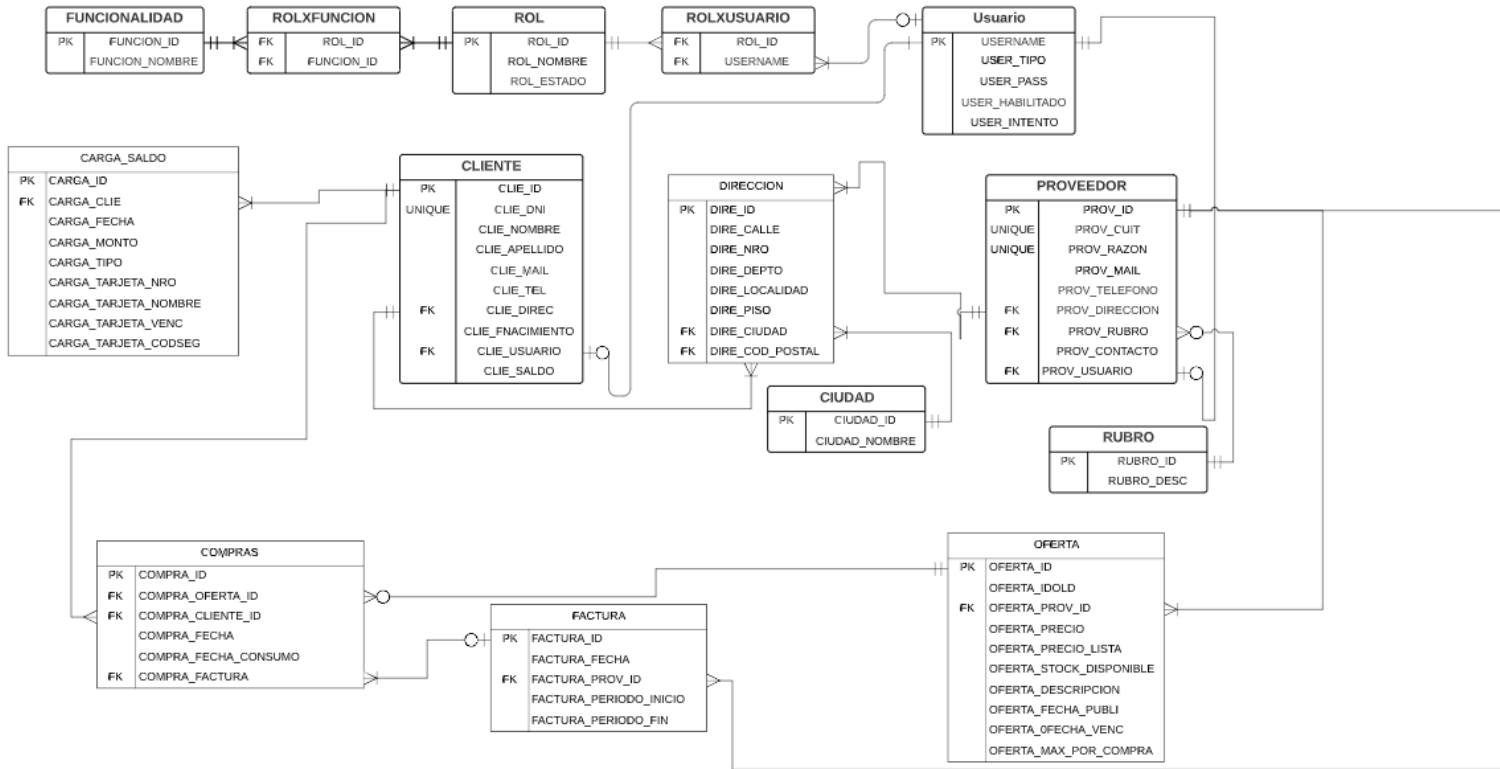 FUNCIONALIDAD
PK FUNCION_ID
FUNCION_NOMBRE
ROLXFUNCION
FK ROL_ID
FK FUNCION_ID
ROL
PK ROL_ID
ROL_NOMBRE
ROL_ESTADO
ROLXUSUARIO
FK ROL_ID
FK USERNAME
Usuario
PK USERNAME
USER_TIPO
USER_PASS
USER_HABILITADO
USER_INTENTO
CARGA_SALDO
PK CARGA_ID
FK CARGA_CLIE
CARGA_FECHA
CARGA_MONTO
CARGA_TIPO
CARGA_TARJETA_NRO
CARGA_TARJETA_NOMBRE
CARGA_TARJETA_VENC
CARGA_TARJETA_CODSEG
CLIENTE
PK CLIE_ID
UNIQUE CLIE_DNI
CLIE_NOMBRE
CLIE_APELLIDO
CLIE_MAIL
CLIE_TEL
FK CLIE_DIREC
CLIE_FNACIMIENTO
FK CLIE_USUARIO
CLIE_SALDO
DIRECCION
PK DIRE_ID
DIRE_CALLE
DIRE_NRO
DIRE_DEPTO
DIRE_LOCALIDAD
DIRE_PISO
FK DIRE_CIUDAD
FK DIRE_COD_POSTAL
PROVEEDOR
PK PROV_ID
UNIQUE PROV_CUIT
UNIQUE PROV_RAZON
PROV_MAIL
PROV_TELEFONO
FK PROV_DIRECCION
FK PROV_RUBRO
PROV_CONTACTO
FK PROV_USUARIO
CIUDAD
PK CIUDAD_ID
CIUDAD_NOMBRE
RUBRO
PK RUBRO_ID
RUBRO_DESC
COMPRAS
PK COMPRA_ID
FK COMPRA_OFERTA_ID
FK COMPRA_CLIENTE_ID
COMPRA_FECHA
COMPRA_FECHA_CONSUMO
FK COMPRA_FACTURA
FACTURA
PK FACTURA_ID
FACTURA_FECHA
FK FACTURA_PROV_ID
FACTURA_PERIODO_INICIO
FACTURA_PERIODO_FIN
OFERTA
PK OFERTA_ID
OFERTA_IDOLD
FK OFERTA_PROV_ID
OFERTA_PRECIO
OFERTA_PRECIO_LISTA
OFERTA_STOCK_DISPONIBLE
OFERTA_DESCRIPCION
OFERTA_FECHA_PUBLI
OFERTA_0FECHA_VENC
OFERTA_MAX_POR_COMPRA